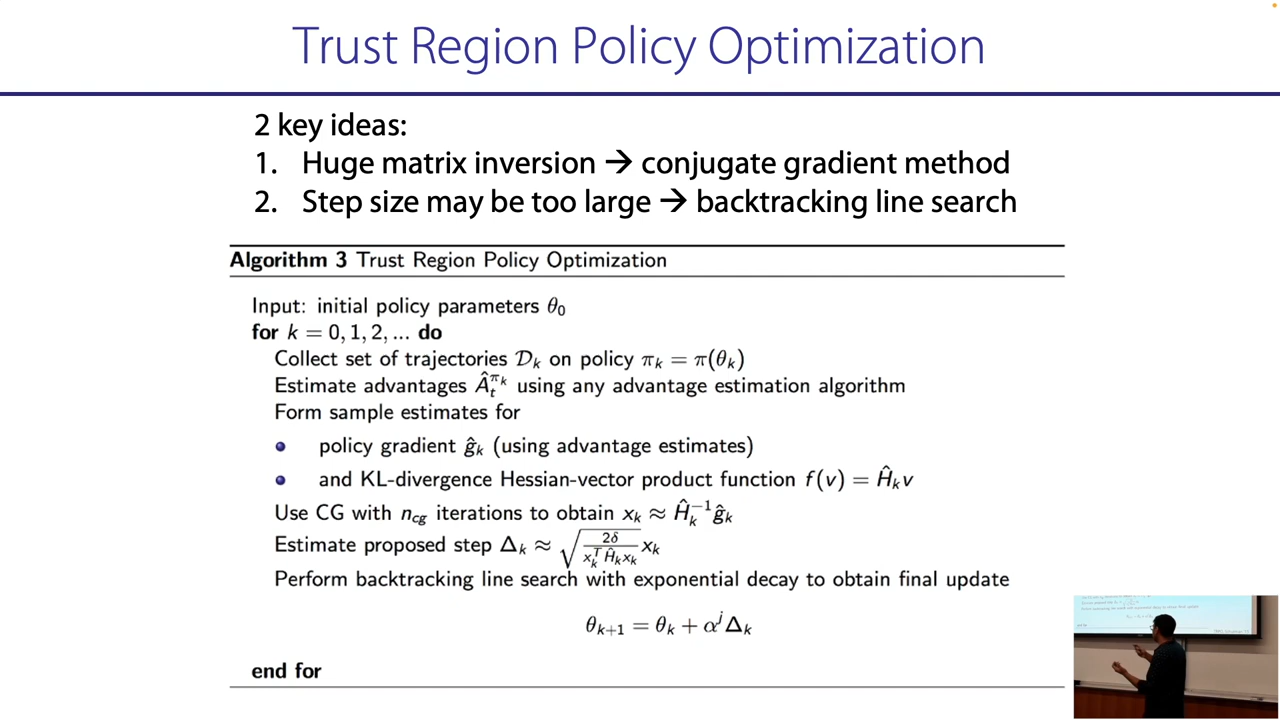 Trust Region Policy Optimization
2 key ideas:
1. Huge matrix inversion → conjugate gradient method
2. Step size may be too large → backtracking line search
Algorithm 3 Trust Region Policy Optimization
Input: initial policy parameters θ₀
for k = 0, 1, 2, ... do
Collect set of trajectories 𝒟ₖ on policy πₖ = π(θₖ)
Estimate advantages Âₜ^{πₖ} using any advantage estimation algorithm
Form sample estimates for
• policy gradient ĝₖ (using advantage estimates)
• and KL-divergence Hessian-vector product function f(v) = Ĥₖv
Use CG with n_{cg} iterations to obtain xₖ ≈ Ĥₖ⁻¹ĝₖ
Estimate proposed step Δₖ ≈ √(2δ / (xₖᵀĤₖxₖ)) xₖ
Perform backtracking line search with exponential decay to obtain final update
θₖ₊₁ = θₖ + αʲΔₖ
end for